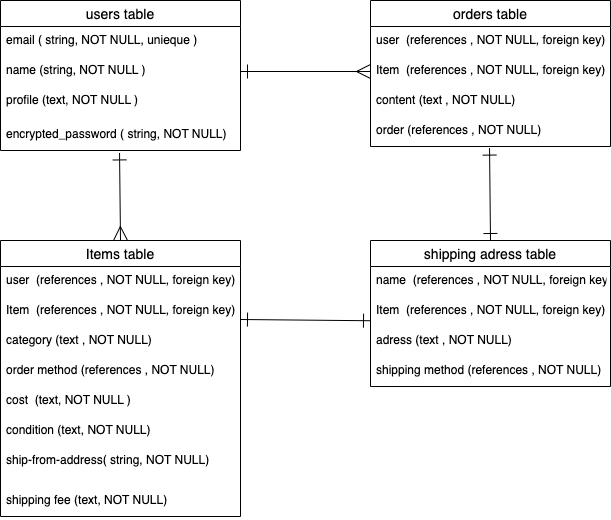 users table
email ( string, NOT NULL, unieque )
name (string, NOT NULL )
profile (text, NOT NULL )
encrypted_password ( string, NOT NULL)
orders table
user (references , NOT NULL, foreign key)
Item (references , NOT NULL, foreign key)
content (text , NOT NULL)
order (references , NOT NULL)
Items table
user (references , NOT NULL, foreign key)
Item (references , NOT NULL, foreign key)
category (text , NOT NULL)
order method (references , NOT NULL)
cost (text, NOT NULL )
condition (text, NOT NULL)
ship-from-address( string, NOT NULL)
shipping fee (text, NOT NULL)
shipping adress table
name (references , NOT NULL, foreign key
Item (references , NOT NULL, foreign key)
adress (text , NOT NULL)
shipping method (references , NOT NULL)